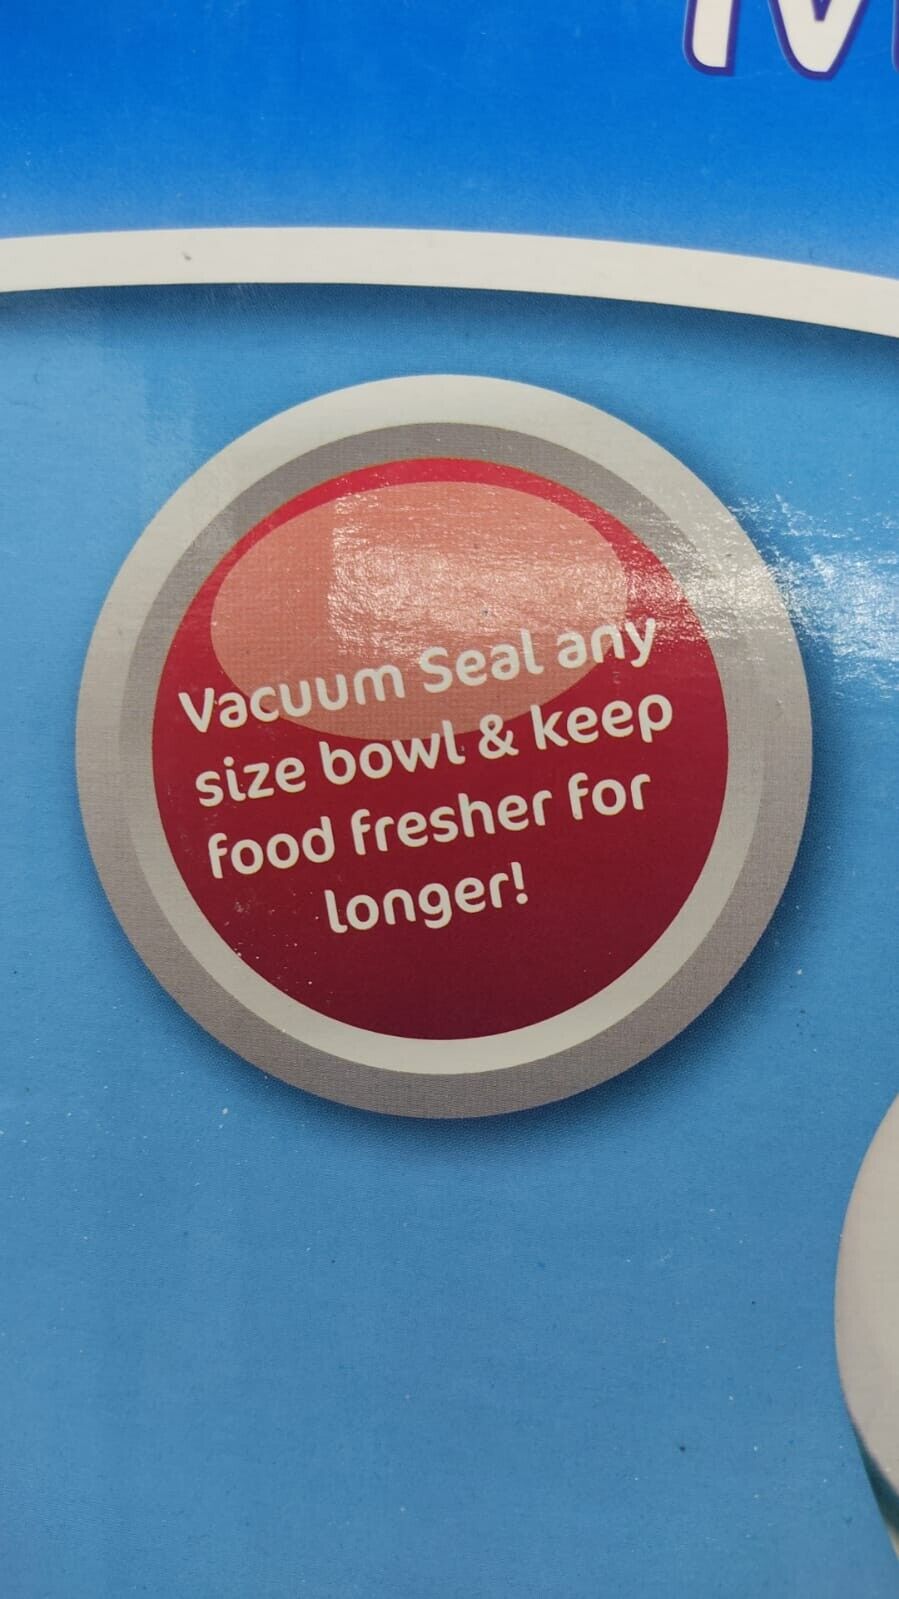 Vacuum Seal any
size bowl & keep
food fresher for
longer!